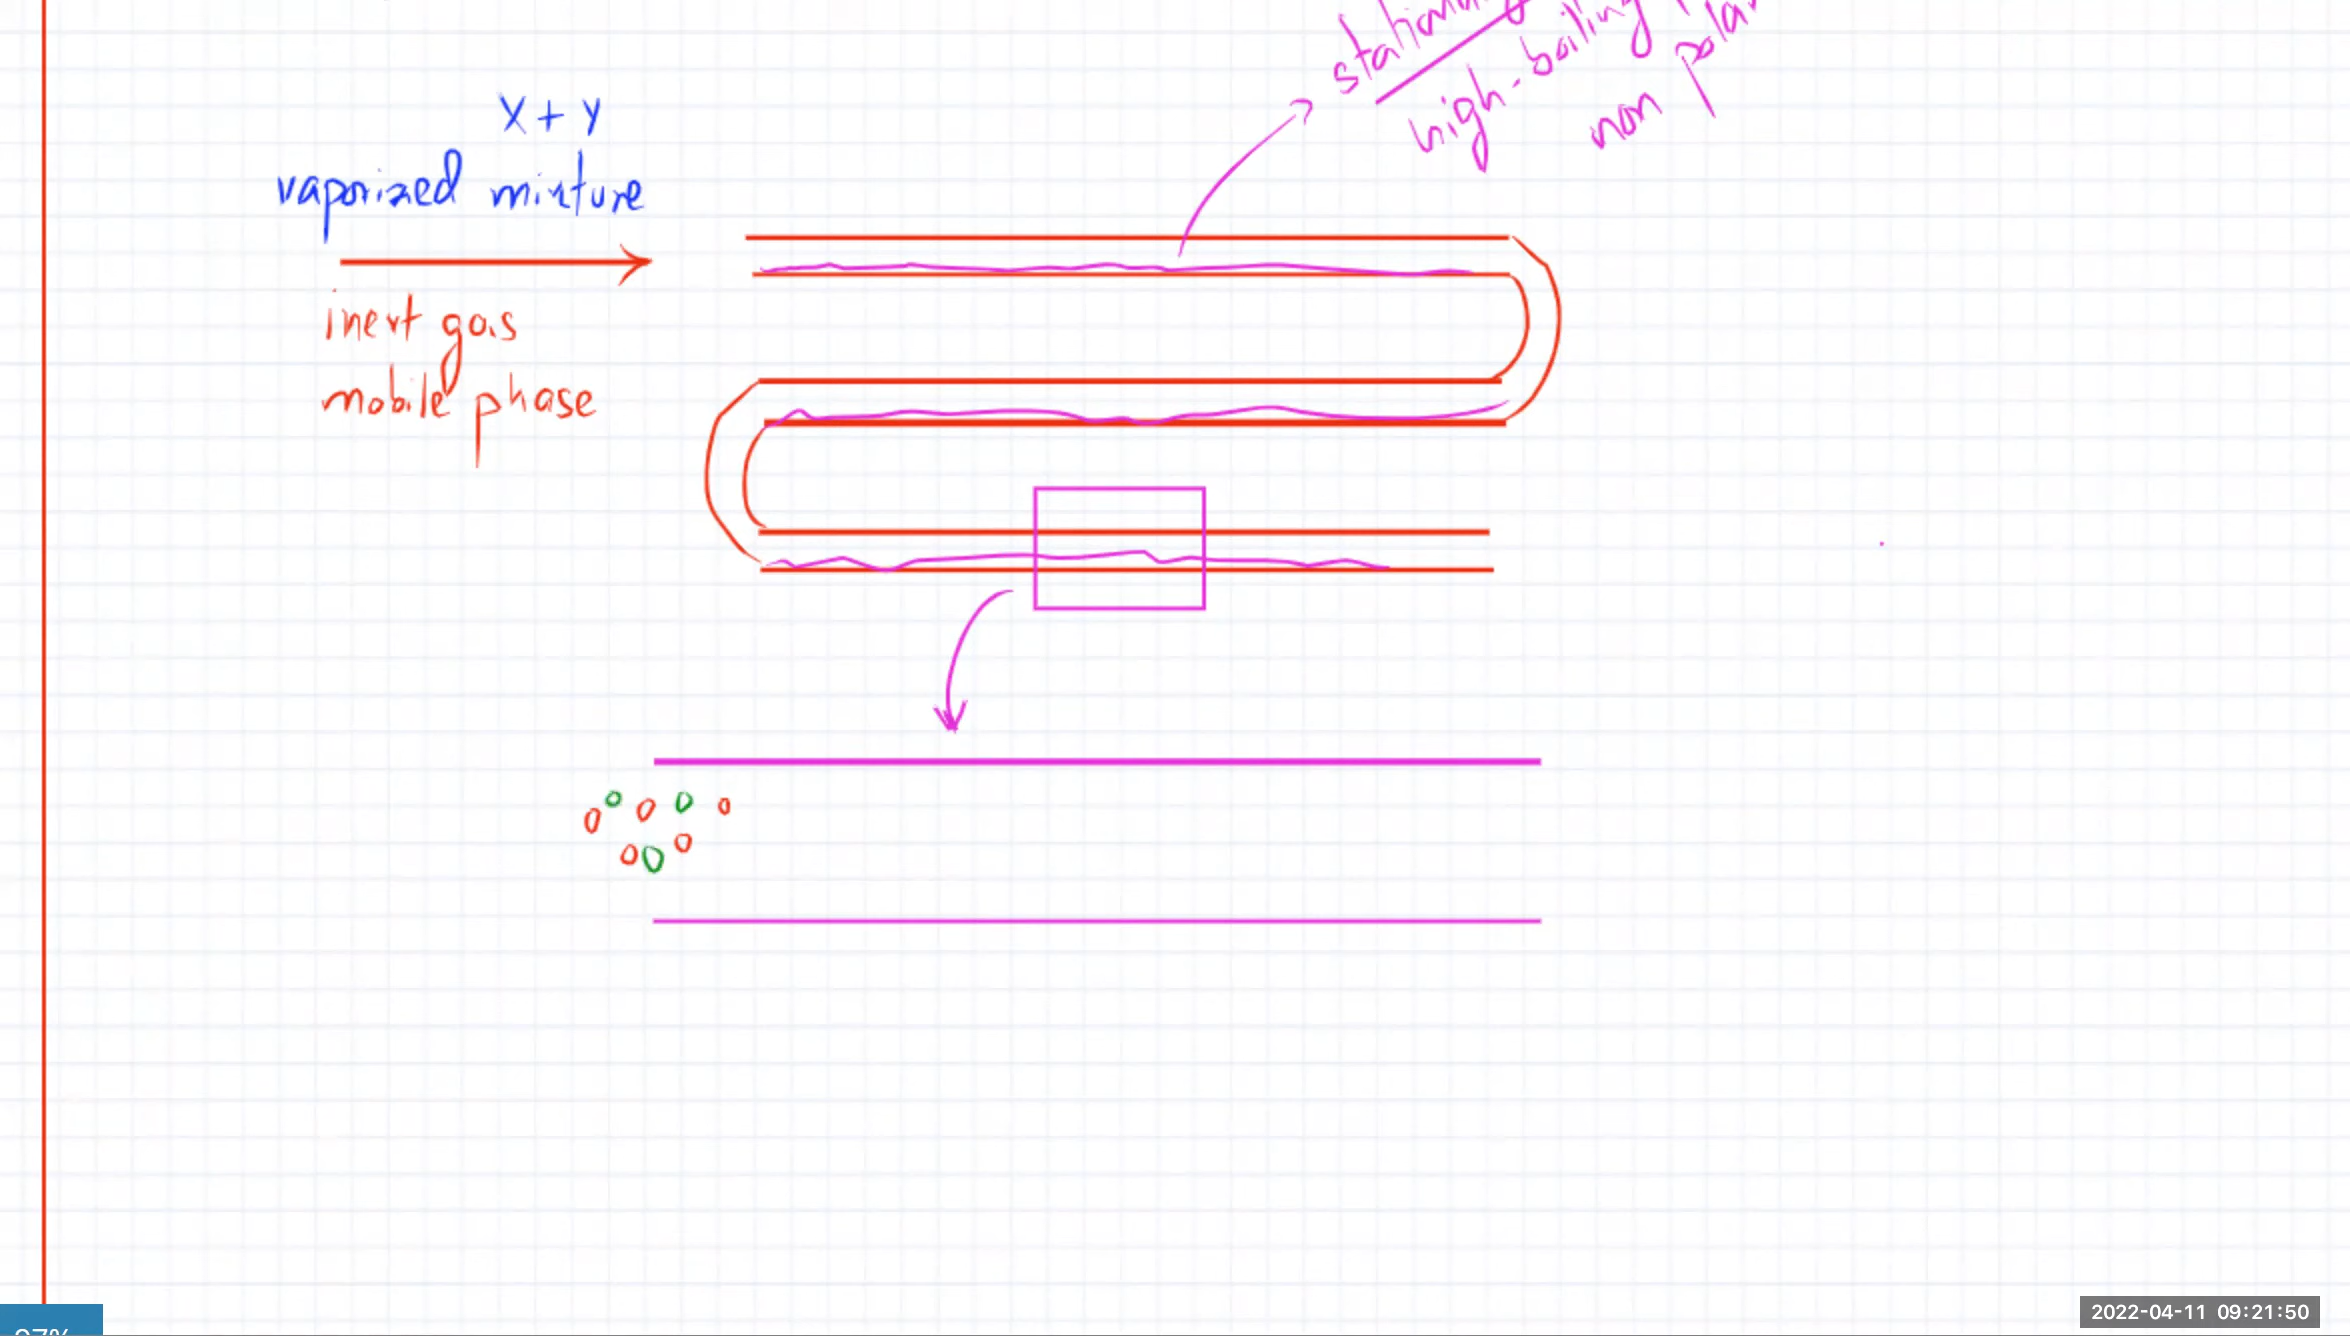 high-boiling
non
X + y
vaporized mixture
inert gas
mobile phase
2022-04-11 09:21:50